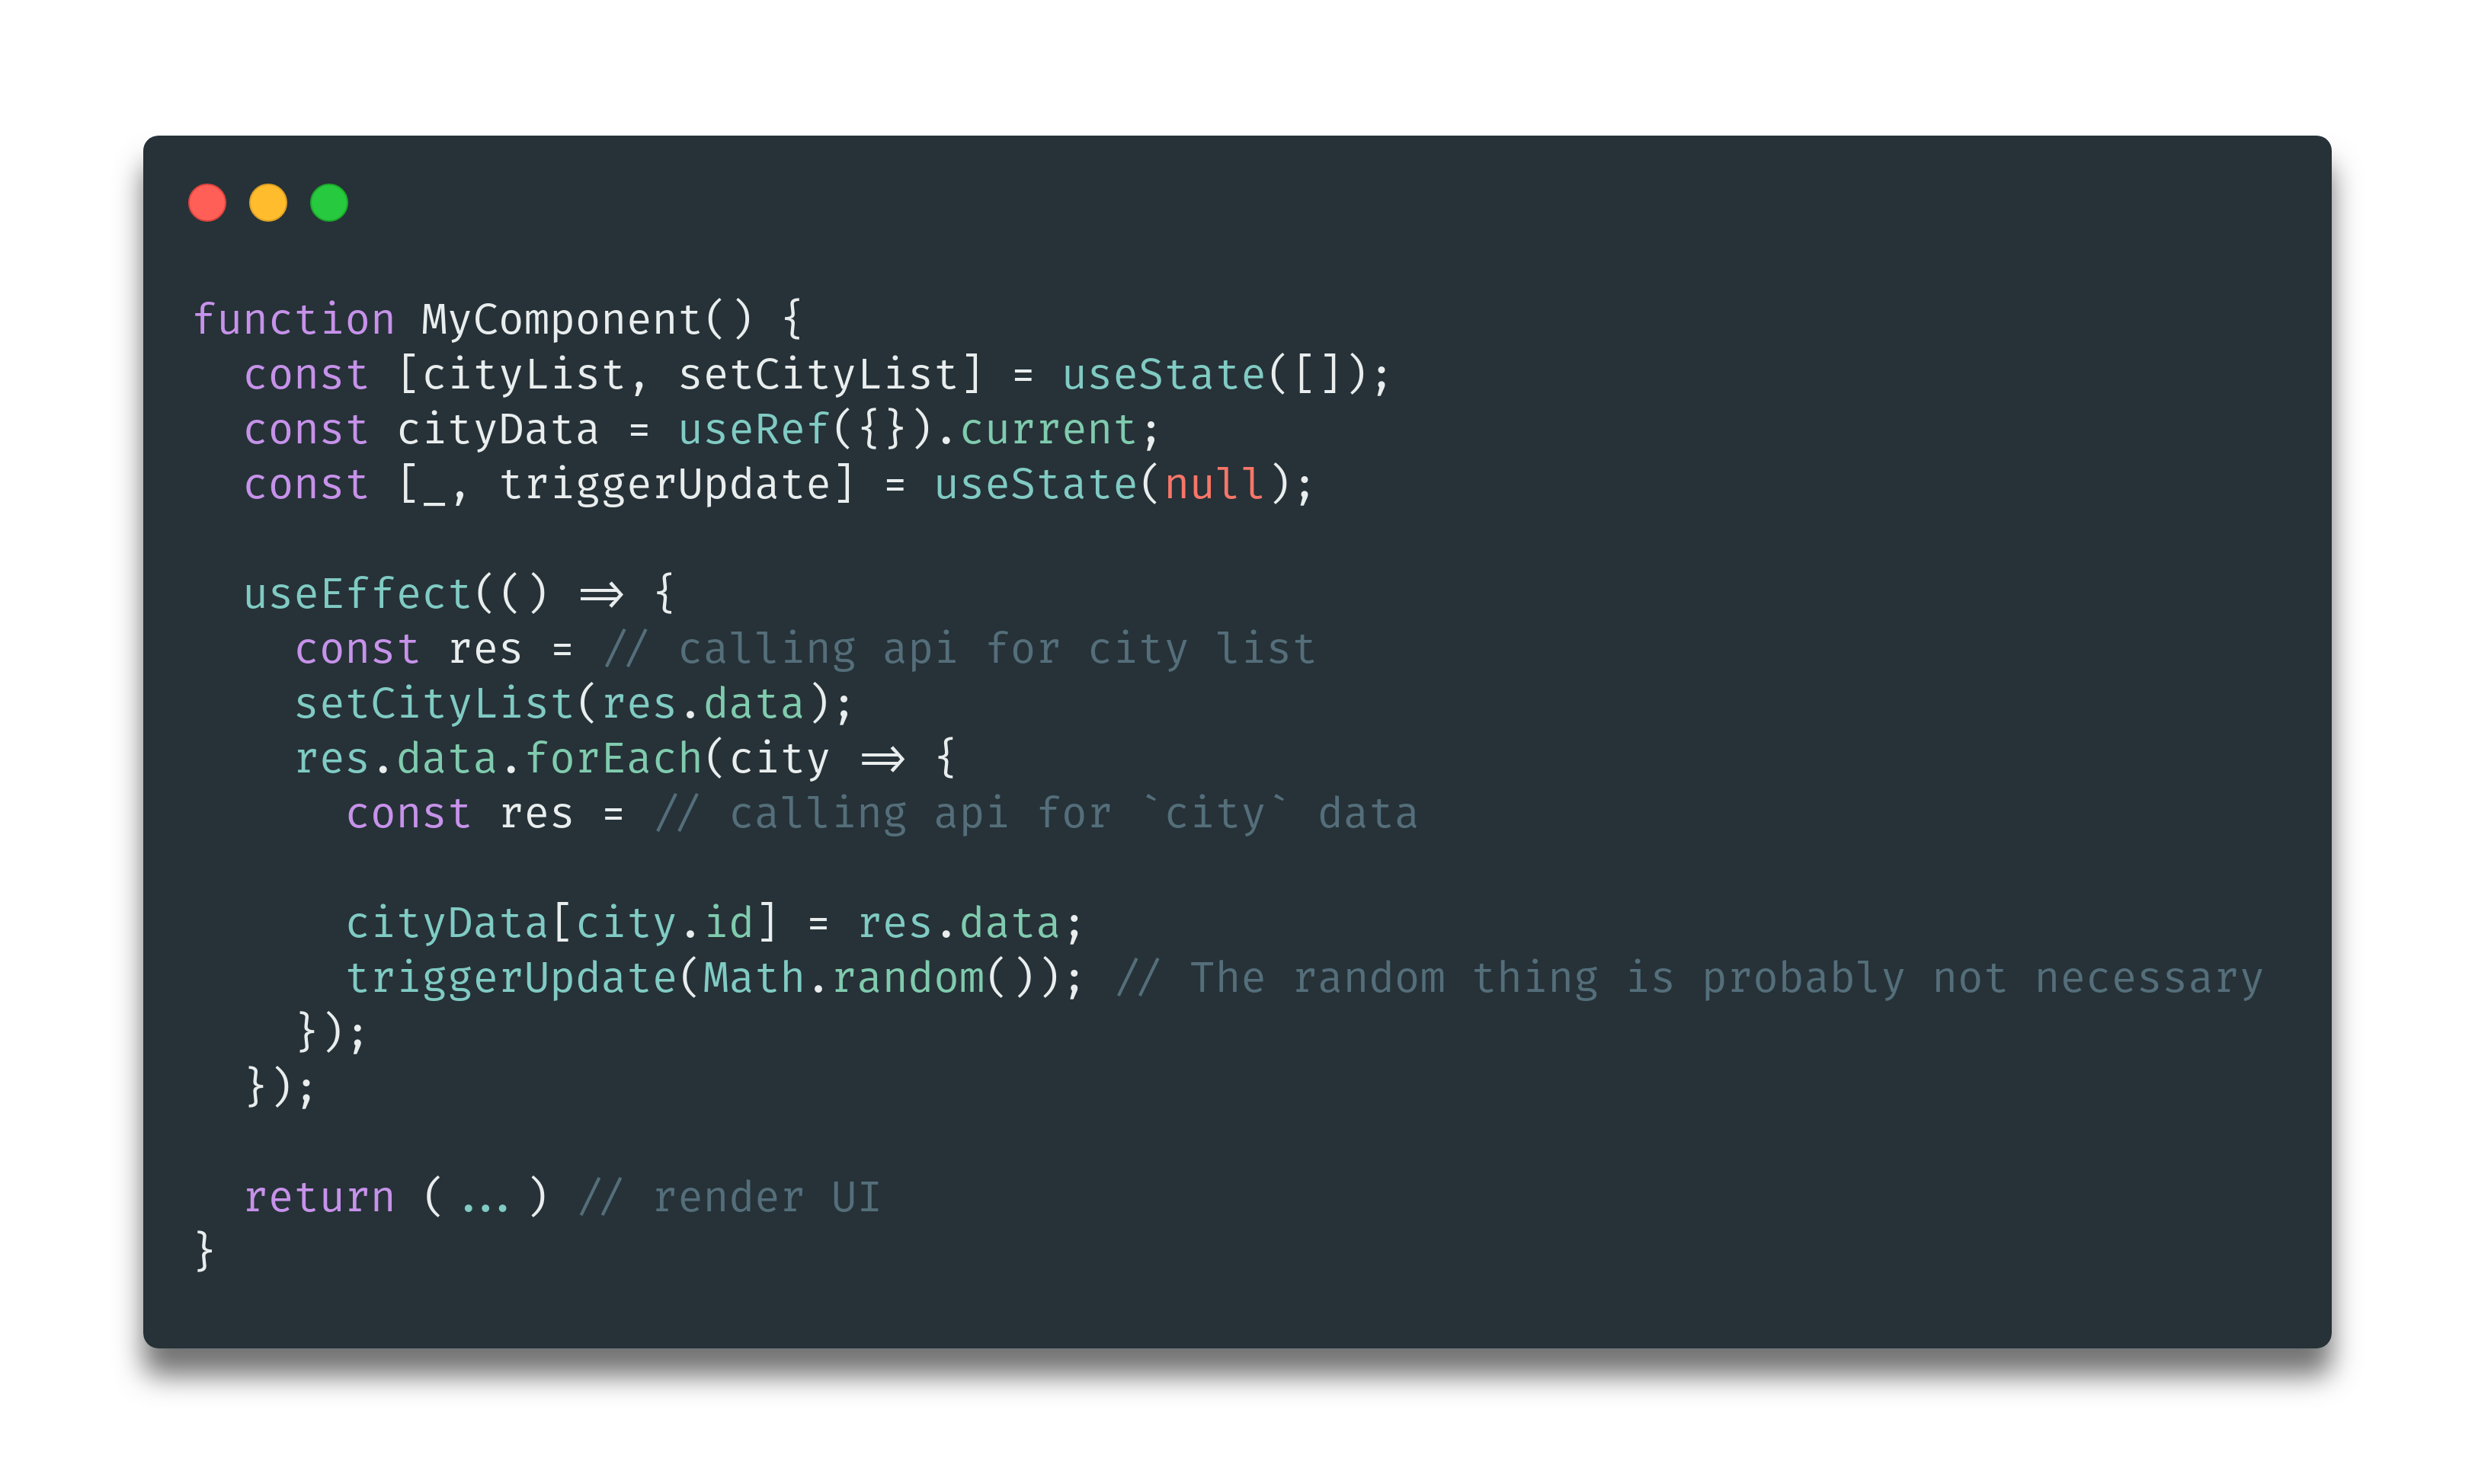 function MyComponent() {
  const [cityList, setCityList] = useState([]);
  const cityData = useRef({}).current;
  const [_, triggerUpdate] = useState(null);

  useEffect(() => {
    const res = // calling api for city list
    setCityList(res.data);
    res.data.forEach(city => {
      const res = // calling api for `city` data

      cityData[city.id] = res.data;
      triggerUpdate(Math.random()); // The random thing is probably not necessary
    });
  });

  return (...) // render UI
}